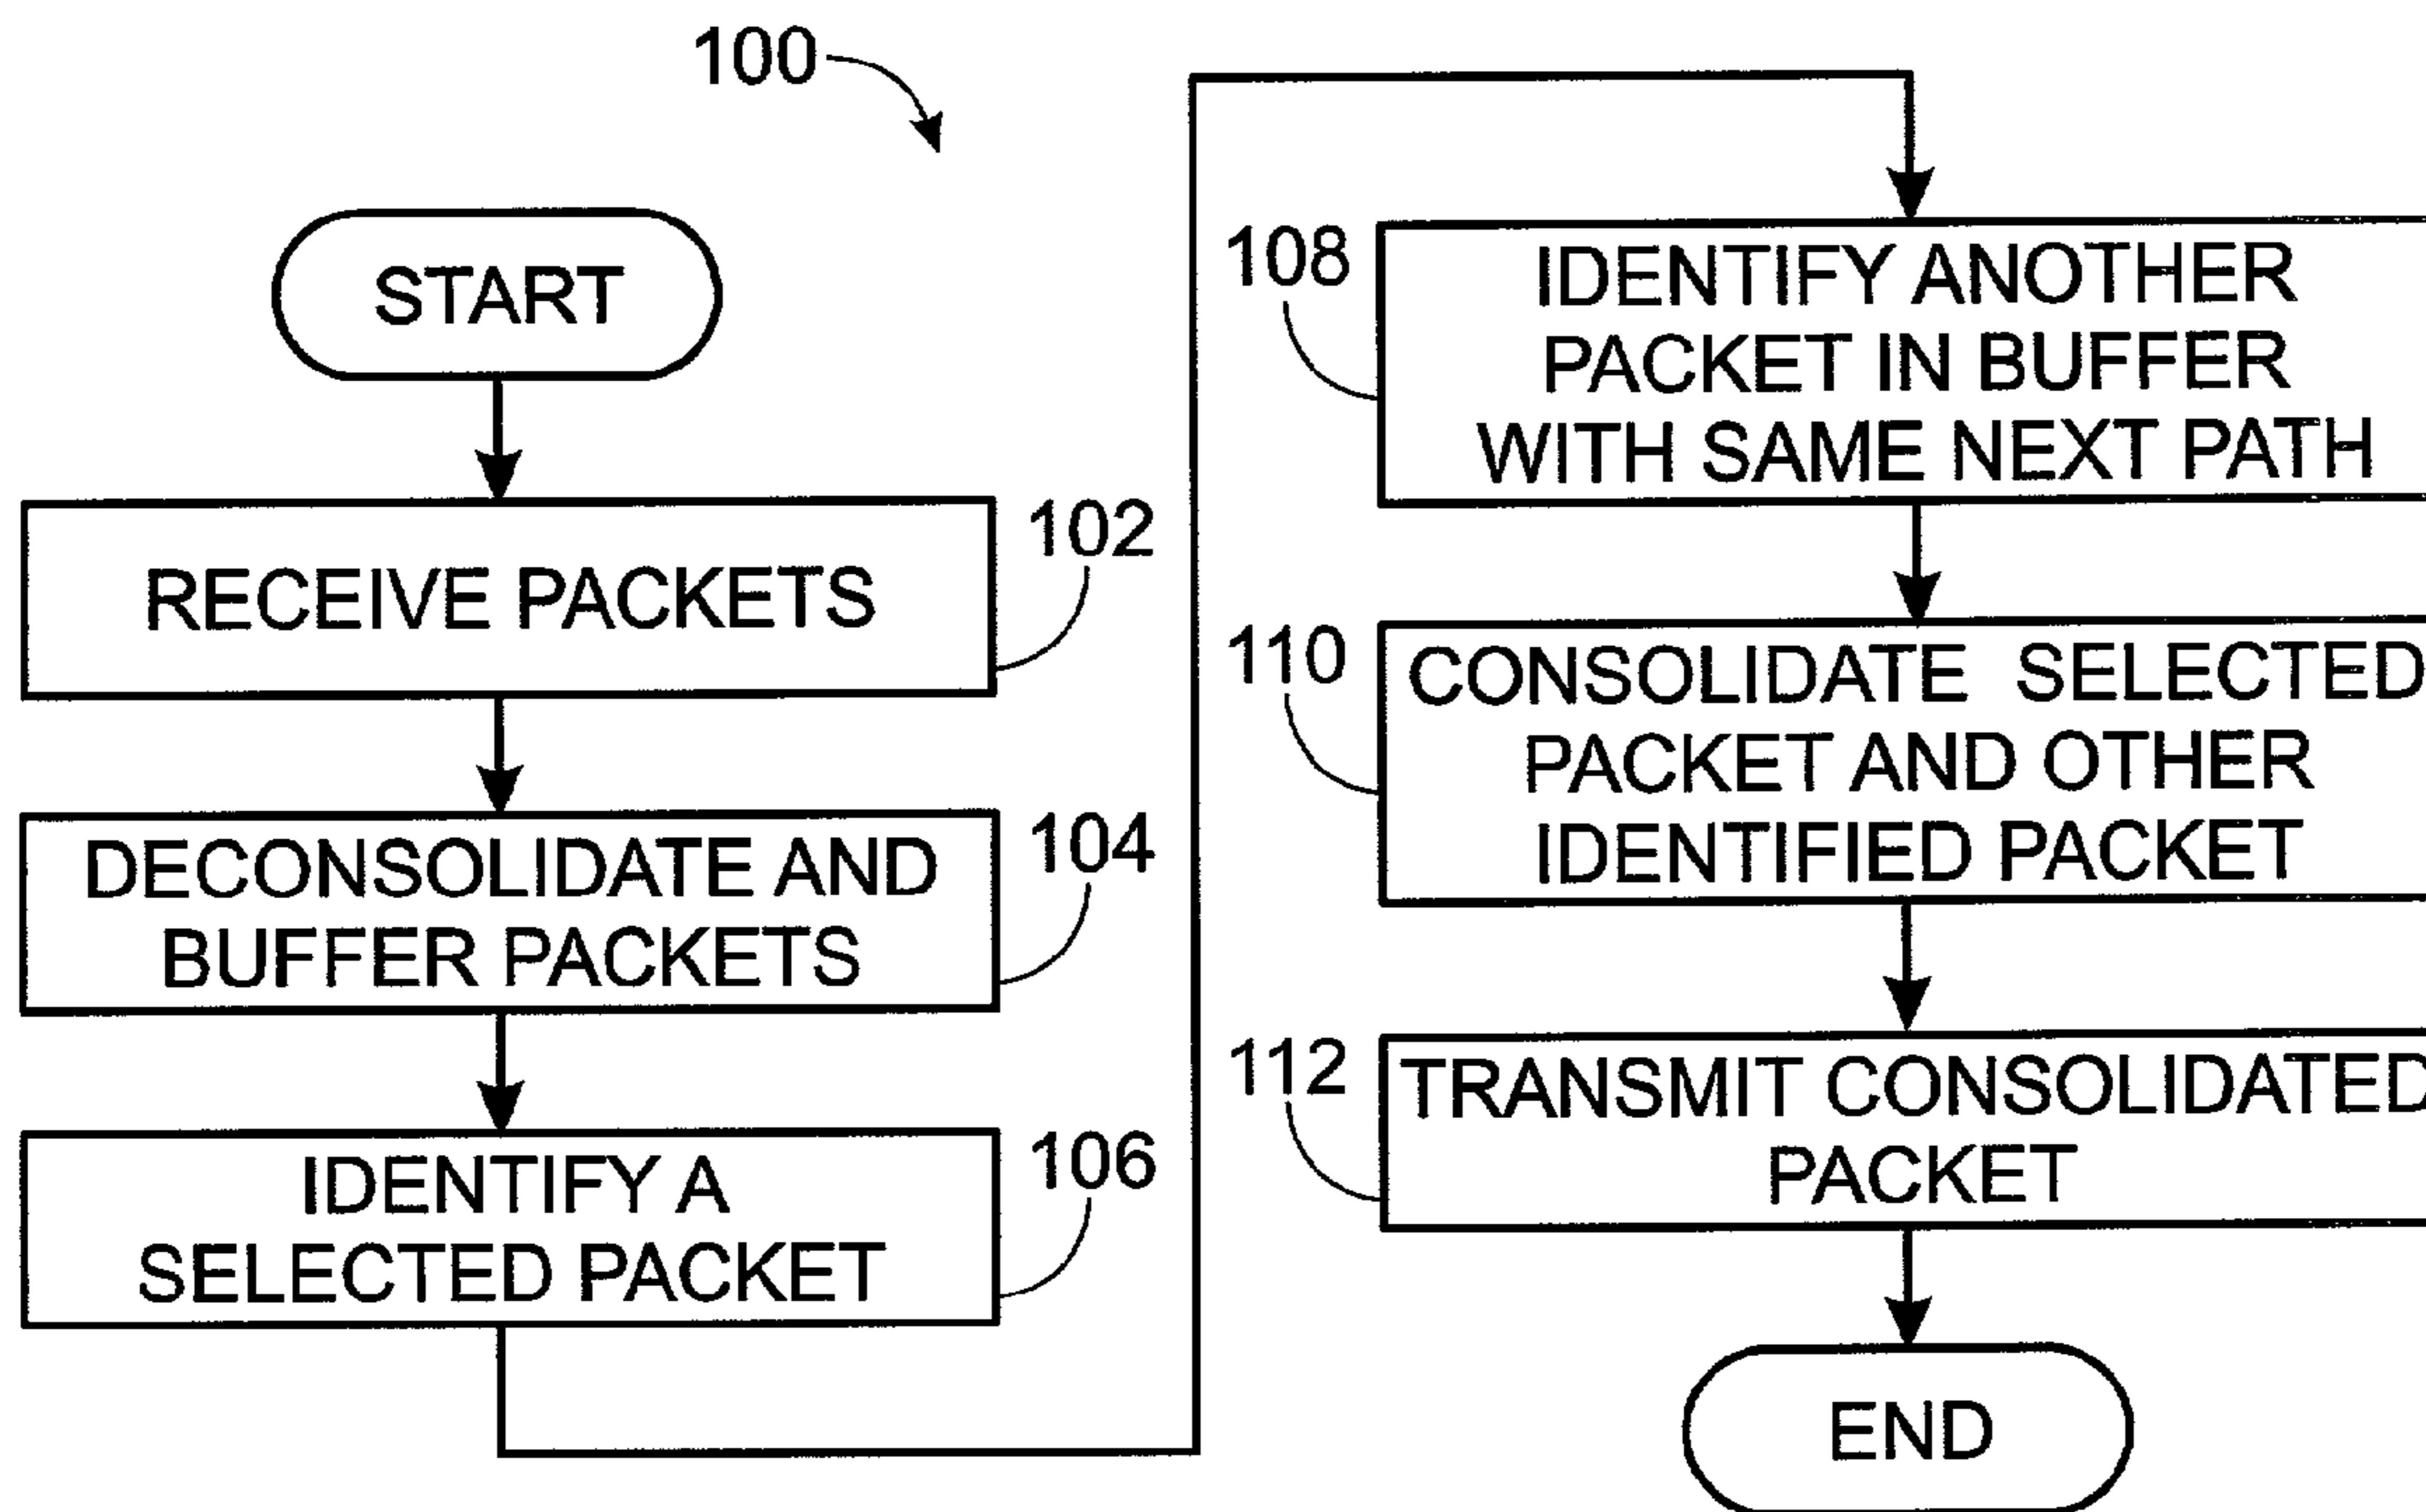 100
START
RECEIVE PACKETS
102
DECONSOLIDATE AND
BUFFER PACKETS
104
IDENTIFY A
SELECTED PACKET
106
108
IDENTIFY ANOTHER
PACKET IN BUFFER
WITH SAME NEXT PATH
110
CONSOLIDATE SELECTED
PACKET AND OTHER
IDENTIFIED PACKET
112
TRANSMIT CONSOLIDATED
PACKET
END